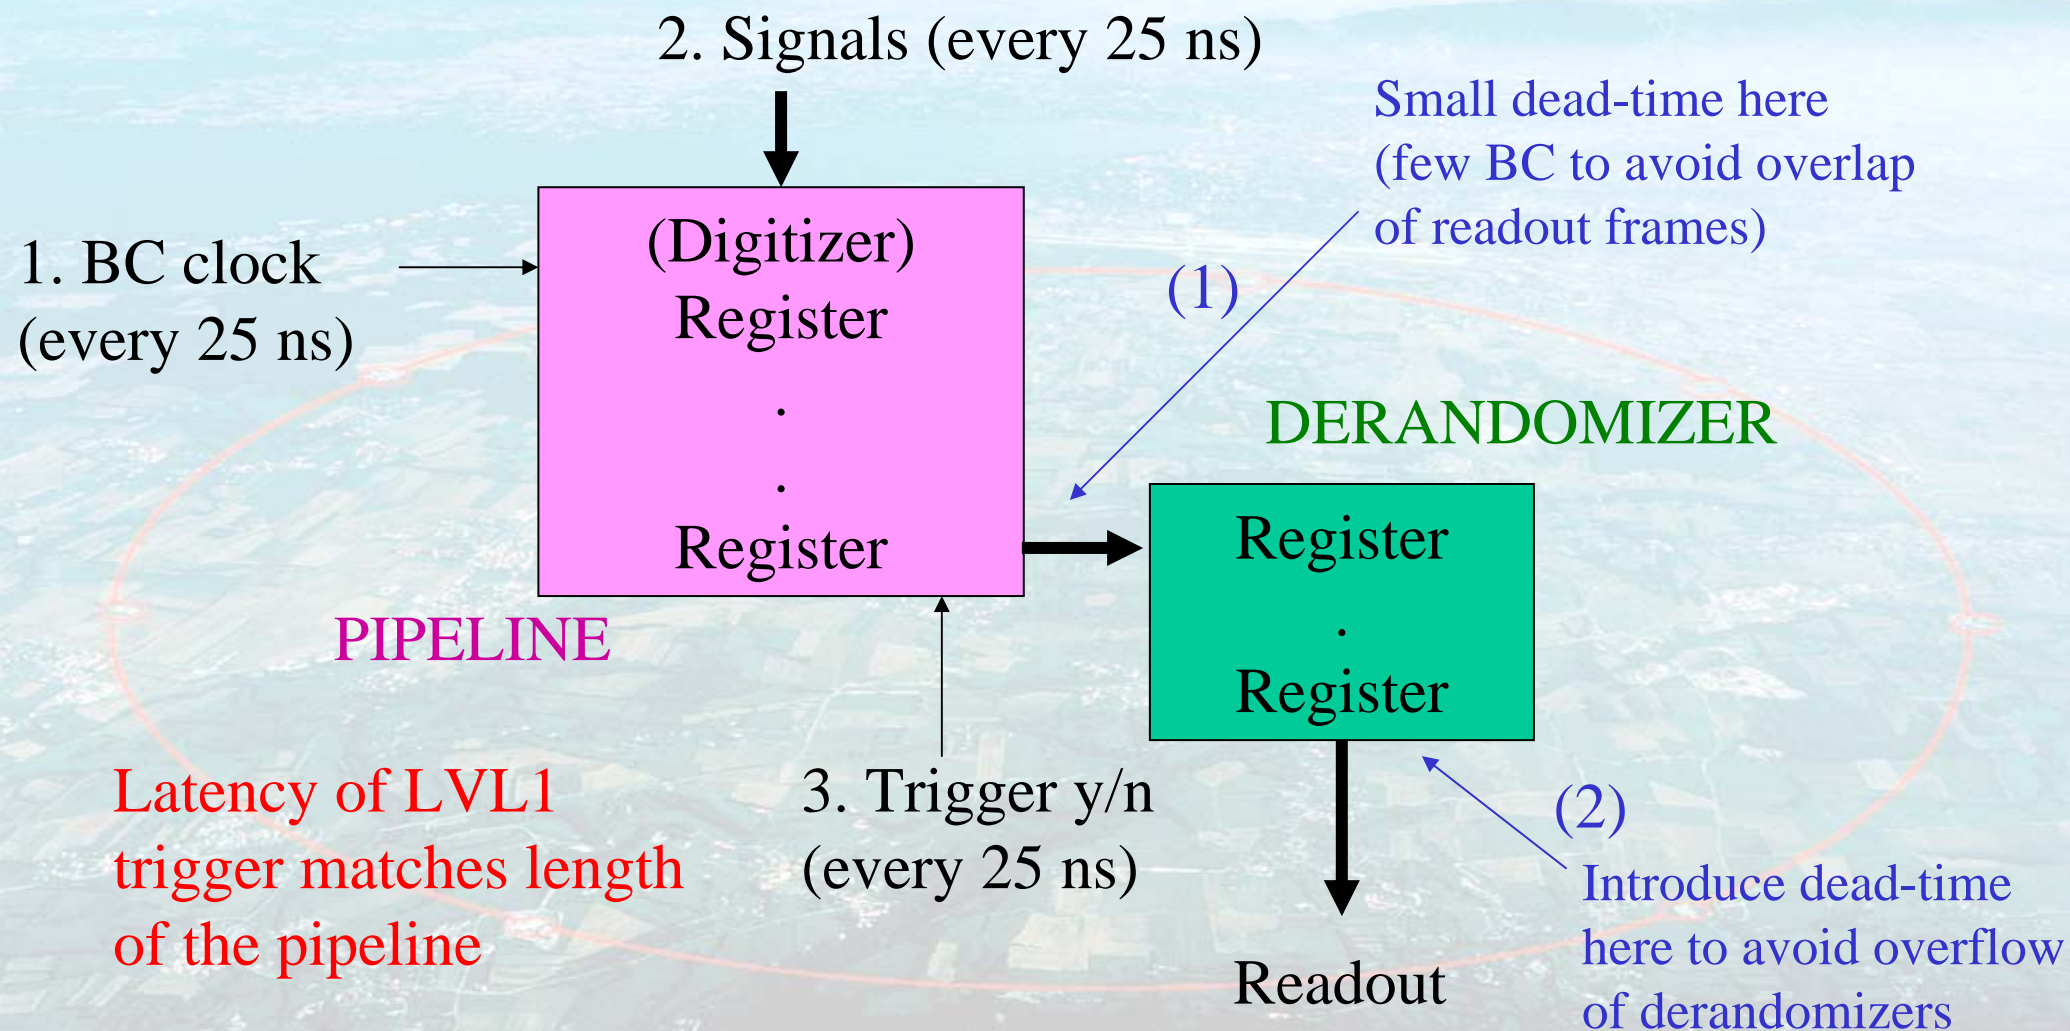 2. Signals (every 25 ns)
Small dead-time here
(few BC to avoid overlap
of readout frames)
1. BC clock
(every 25 ns)
(Digitizer)
Register
.
.
Register
(1)
DERANDOMIZER
Register
.
Register
PIPELINE
Latency of LVL1
trigger matches length
of the pipeline
3. Trigger y/n
(every 25 ns)
(2)
Introduce dead-time
here to avoid overflow
of derandomizers
Readout